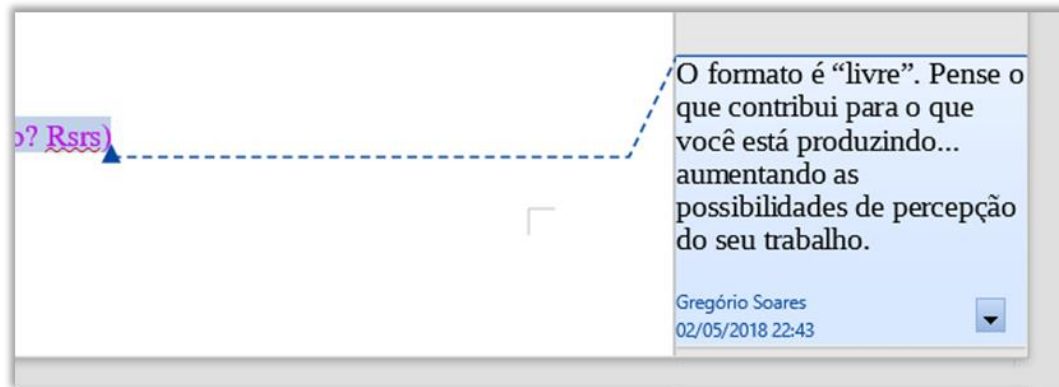 O formato é “livre”. Pense o
que contribui para o que
você está produzindo...
aumentando as
possibilidades de percepção
do seu trabalho.
? Rsrs)
Gregório Soares
02/05/2018 22:43